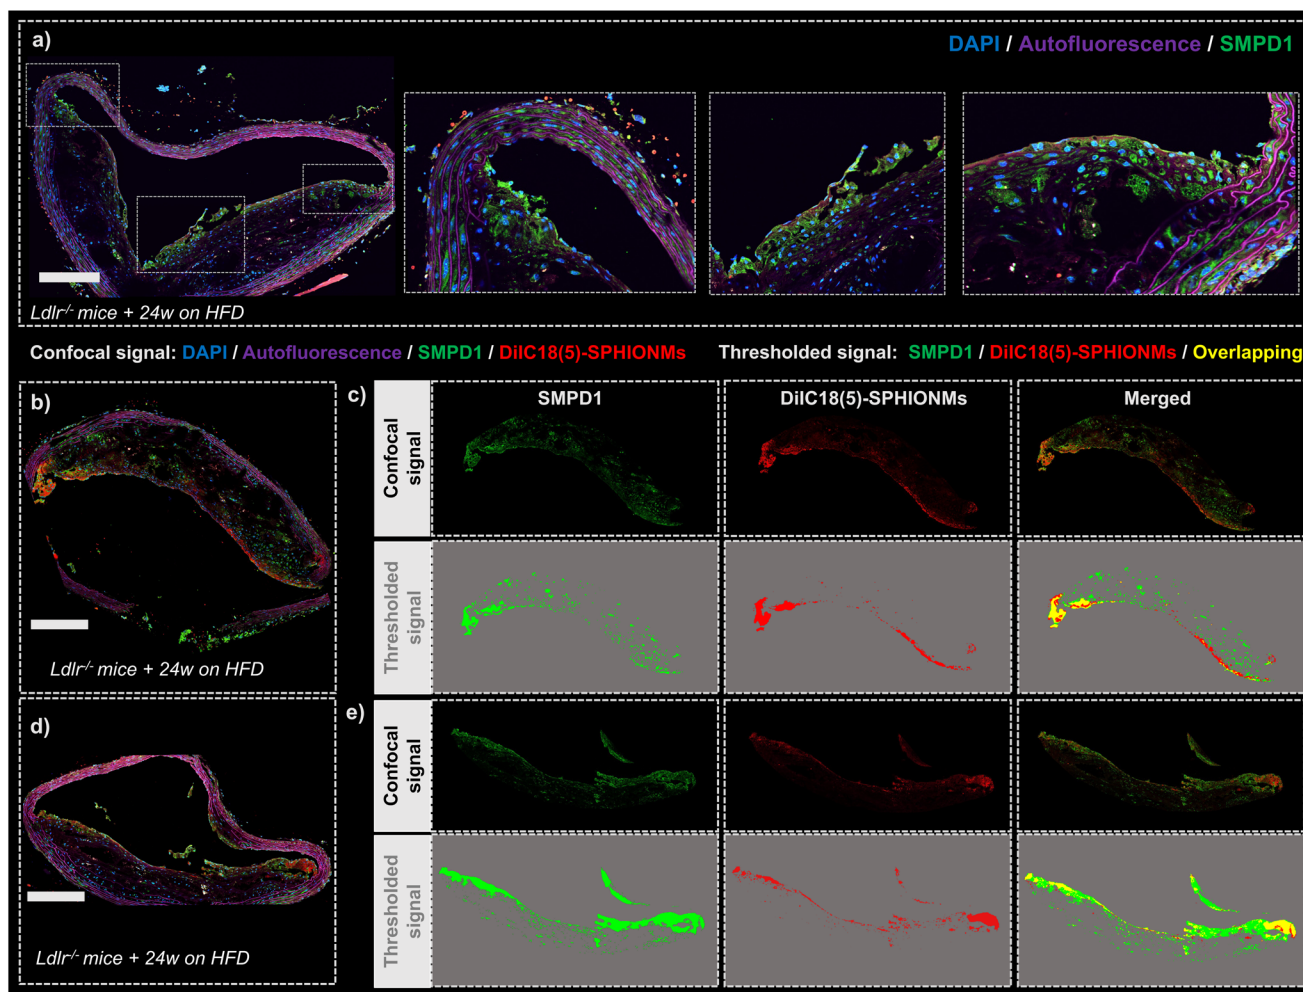 a)
DAPI / Autofluorescence / SMPD1
Ldlr-/- mice + 24w on HFD
Confocal signal: DAPI / Autofluorescence / SMPD1 / DiIC18(5)-SPHIONMs
Thresholded signal: SMPD1 / DiIC18(5)-SPHIONMs / Overlapping
b)
Ldlr-/- mice + 24w on HFD
c)
SMPD1
DiIC18(5)-SPHIONMs
Merged
Confocal
signal
Thresholded
signal
d)
Ldlr-/- mice + 24w on HFD
e)
Confocal
signal
Thresholded
signal